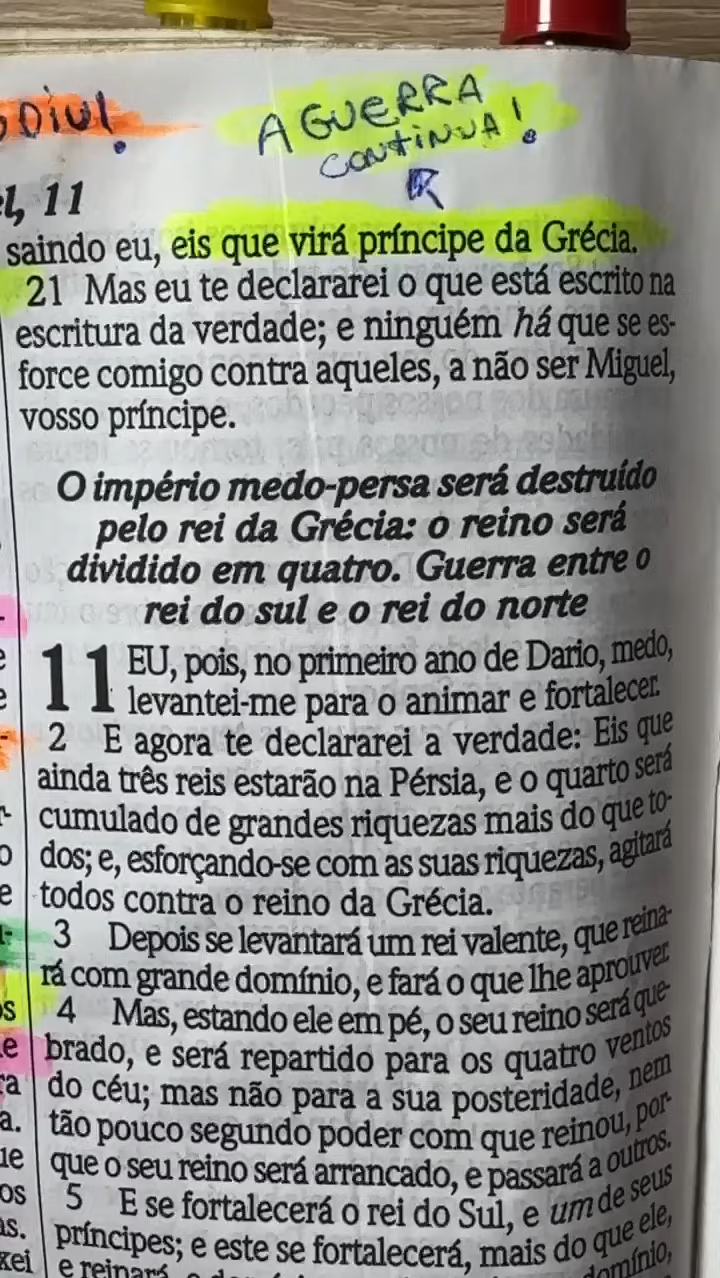 A GUERRA
CONTINUA!
11
saindo eu, eis que virá príncipe da Grécia.
21 Mas eu te declararei o que está escrito na
escritura da verdade; e ninguém há que se es-
force comigo contra aqueles, a não ser Miguel,
vosso príncipe.
O império medo-persa será destruído
pelo rei da Grécia: o reino será
dividido em quatro. Guerra entre o
rei do sul e o rei do norte
11 EU, pois, no primeiro ano de Dario, medo,
levantei-me para o animar e fortalecer.
2 E agora te declararei a verdade: Eis que
ainda três reis estarão na Pérsia, e o quarto será
cumulado de grandes riquezas mais do que to-
dos; e, esforçando-se com as suas riquezas, agitará
todos contra o reino da Grécia.
3 Depois se levantará um rei valente, que reina-
rá com grande domínio, e fará o que lhe aprouver.
4 Mas, estando ele em pé, o seu reino será que-
brado, e será repartido para os quatro ventos
do céu; mas não para a sua posteridade, nem
tão pouco segundo poder com que reinou, por-
que o seu reino será arrancado, e passará a outros.
5 E se fortalecerá o rei do Sul, e um de seus
príncipes; e este se fortalecerá, mais do que ele,
e reinará domínio,